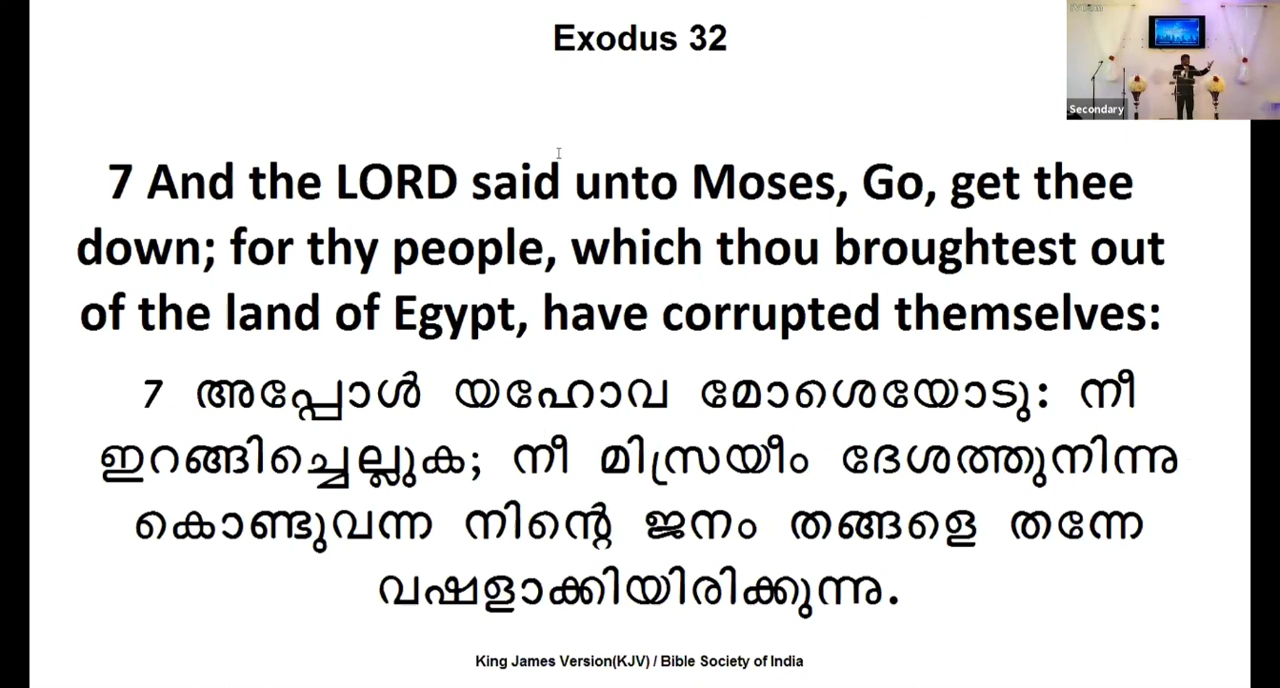 Exodus 32
Secondary
7 And the LORD said unto Moses, Go, get thee
down; for thy people, which thou broughtest out
of the land of Egypt, have corrupted themselves:
7 അപ്പോൾ യഹോവ മോശെയോടു: നീ
ഇറങ്ങിച്ചെല്ലുക; നീ മിസ്രയീം ദേശത്തുനിന്നു
കൊണ്ടുവന്ന നിന്റെ ജനം തങ്ങളെ തന്നേ
വഷളാക്കിയിരിക്കുന്നു.
King James Version(KJV) / Bible Society of India